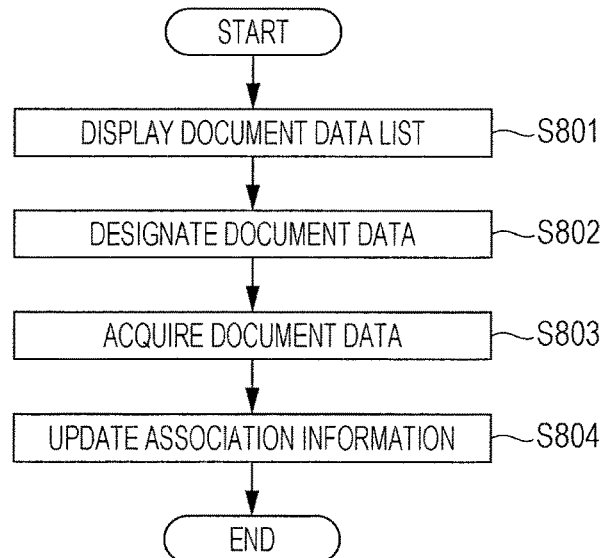 START
DISPLAY DOCUMENT DATA LIST S801
DESIGNATE DOCUMENT DATA S802
ACQUIRE DOCUMENT DATA S803
UPDATE ASSOCIATION INFORMATION S804
END